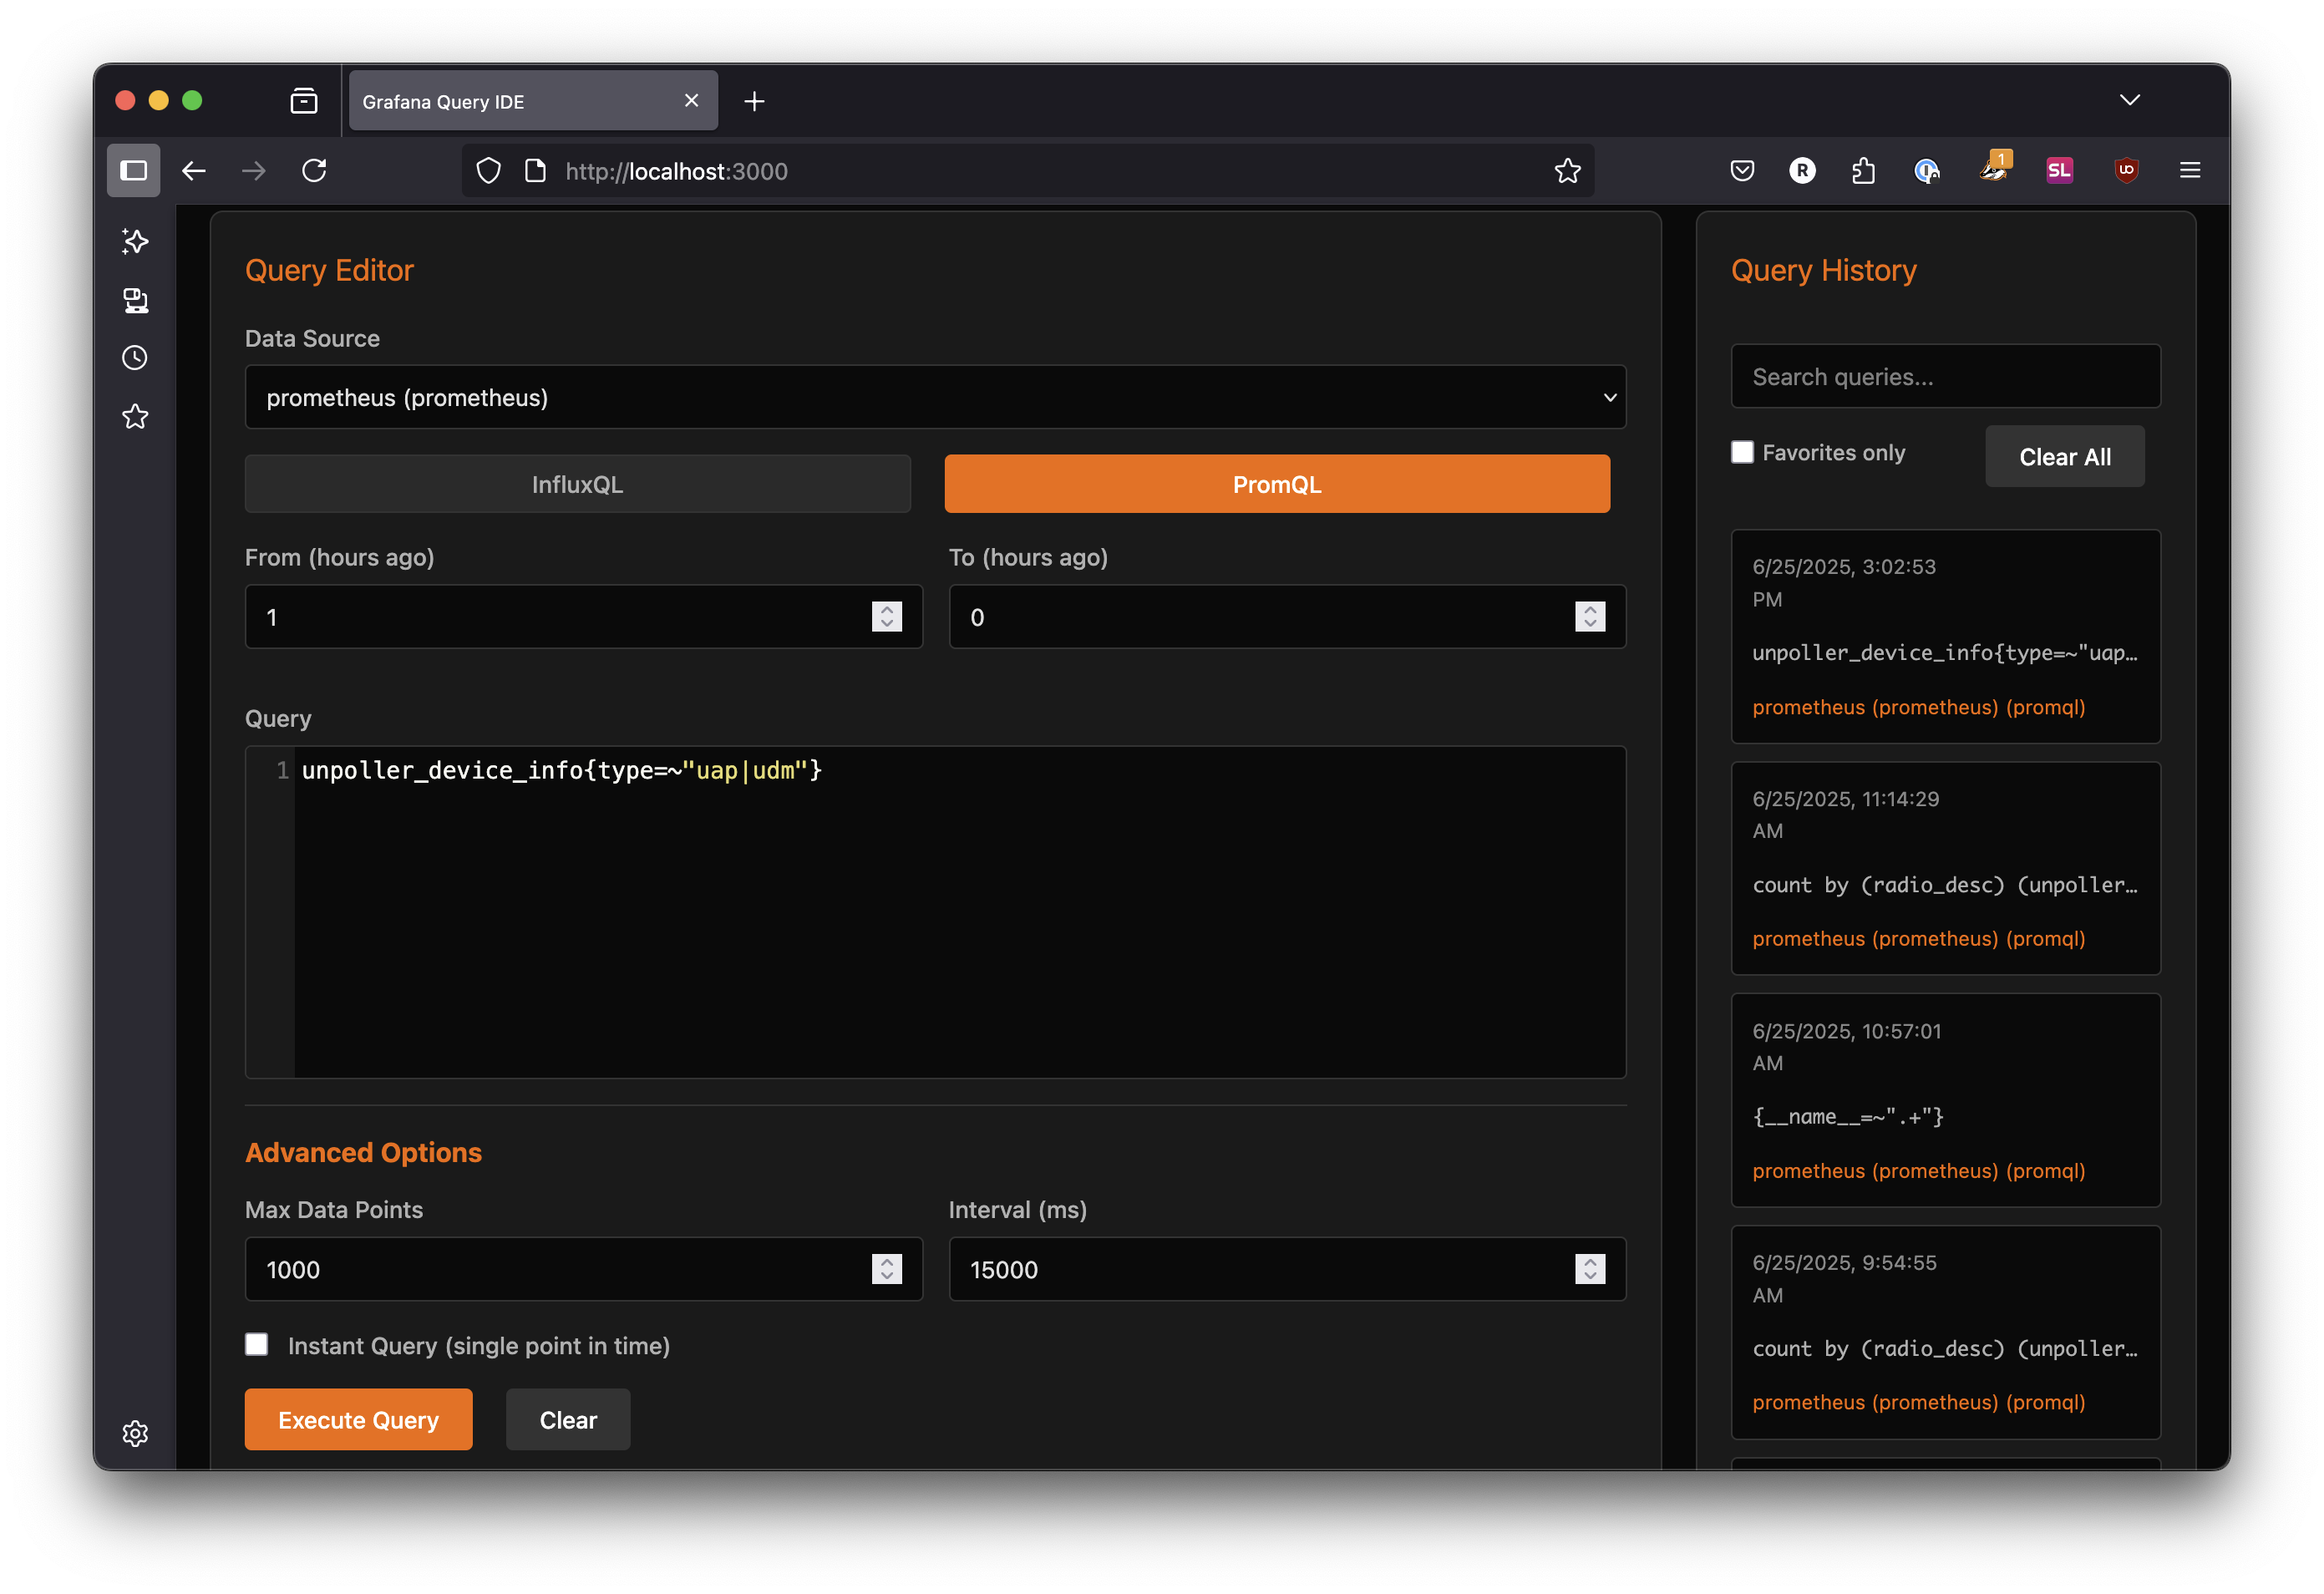 Grafana Query IDE
http://localhost:3000
R
1
SL
UO
Query Editor
Data Source
prometheus (prometheus)
InfluxQL
PromQL
From (hours ago)
To (hours ago)
1
0
Query
1
unpoller_device_info{type=~"uap|udm"}
Advanced Options
Max Data Points
Interval (ms)
1000
15000
Instant Query (single point in time)
Execute Query
Clear
Query History
Search queries...
Favorites only
Clear All
6/25/2025, 3:02:53
PM
unpoller_device_info{type=~"uap…
prometheus (prometheus) (promql)
6/25/2025, 11:14:29
AM
count by (radio_desc) (unpoller…
prometheus (prometheus) (promql)
6/25/2025, 10:57:01
AM
{__name__=~".+"}
prometheus (prometheus) (promql)
6/25/2025, 9:54:55
AM
count by (radio_desc) (unpoller…
prometheus (prometheus) (promql)